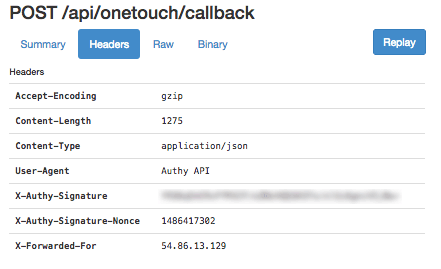 POST /api/onetouch/callback
Summary Headers Raw Binary Replay
Headers
Accept-Encoding gzip
Content-Length 1275
Content-Type application/json
User-Agent Authy API
X-Authy-Signature
X-Authy-Signature-Nonce 1486417302
X-Forwarded-For 54.86.13.129